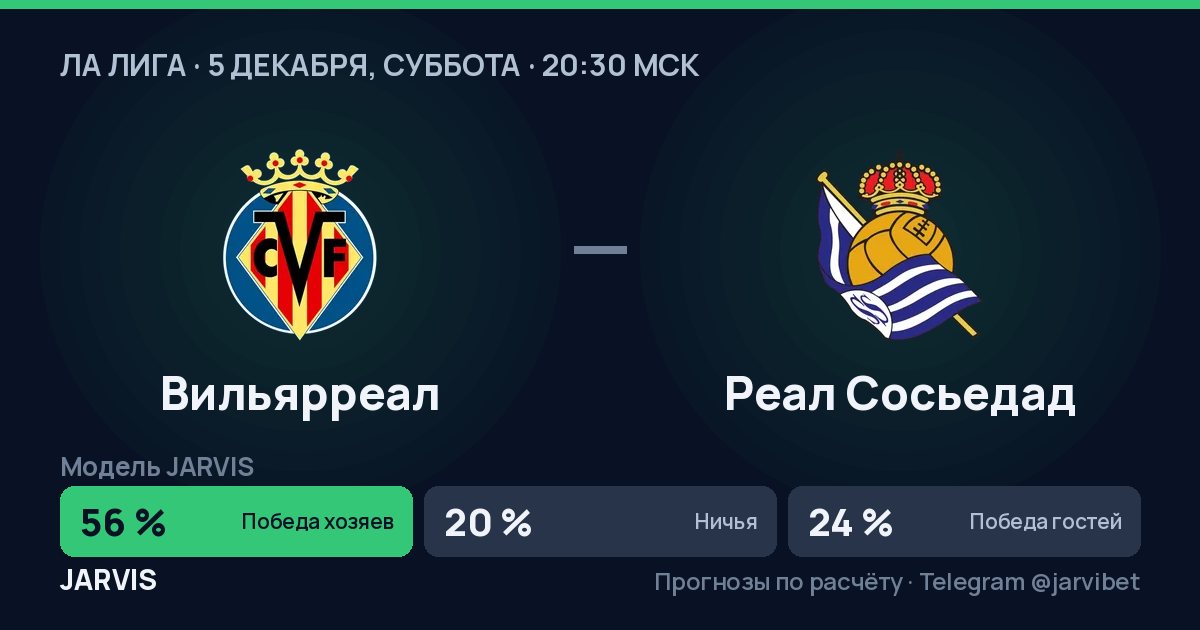 ЛА ЛИГА · 5 ДЕКАБРЯ, СУББОТА · 20:30 МСК
CVF
Вильярреал
Реал Сосьедад
Модель JARVIS
56 % Победа хозяев
20 % Ничья
24 % Победа гостей
JARVIS
Прогнозы по расчёту · Telegram @jarvibet